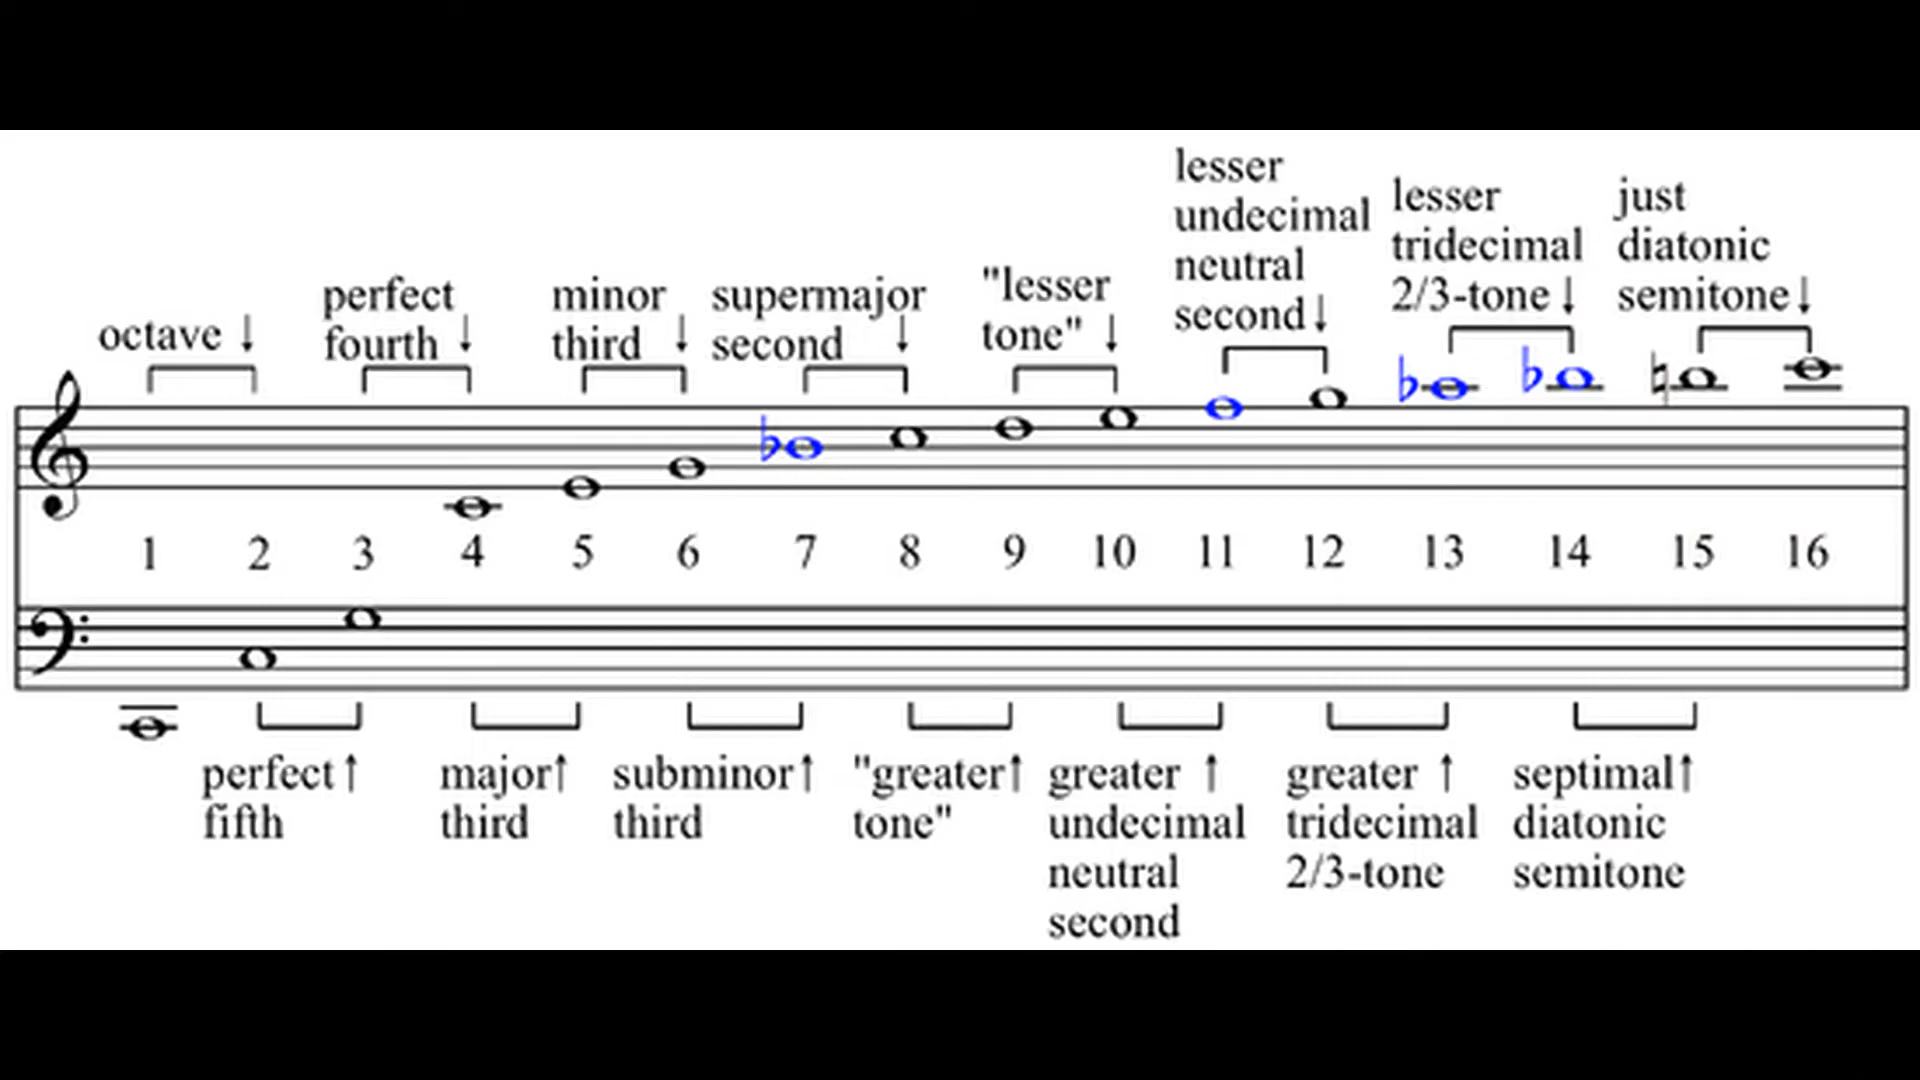 octave ↓
perfect
fourth ↓
minor
third ↓
supermajor
second ↓
"lesser
tone" ↓
lesser
undecimal
neutral
second↓
lesser
tridecimal
2/3-tone↓
just
diatonic
semitone↓
1 2 3 4 5 6 7 8 9 10 11 12 13 14 15 16
perfect↑
fifth
major↑
third
subminor↑
third
"greater↑
tone"
greater ↑
undecimal
neutral
second
greater ↑
tridecimal
2/3-tone
septimal↑
diatonic
semitone